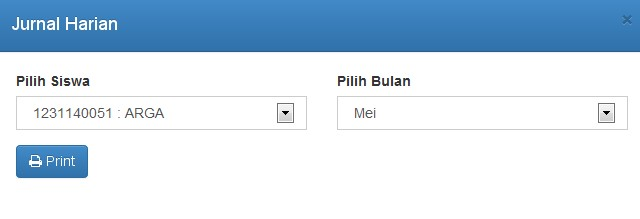 Jurnal Harian
×
Pilih Siswa
Pilih Bulan
1231140051 : ARGA
Mei
Print